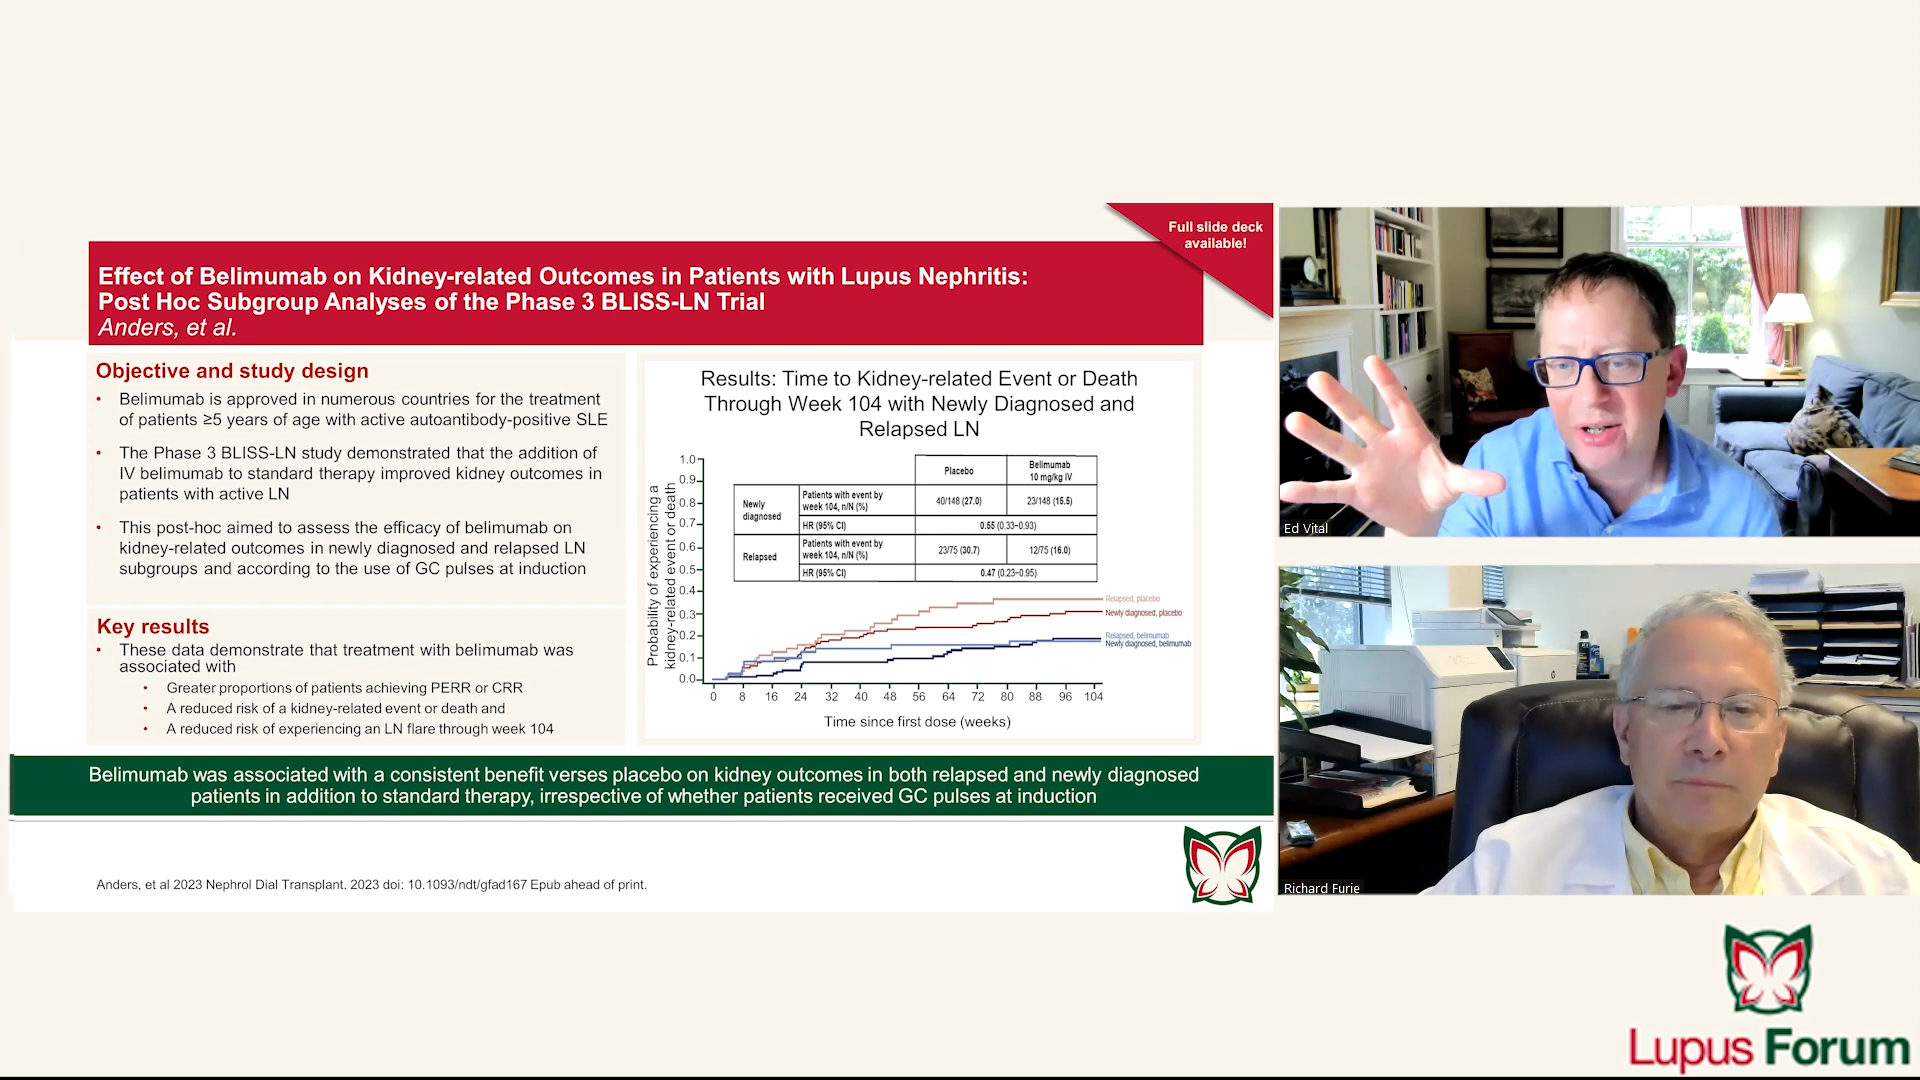 Full slide deck
available!
Effect of Belimumab on Kidney-related Outcomes in Patients with Lupus Nephritis:
Post Hoc Subgroup Analyses of the Phase 3 BLISS-LN Trial
Anders, et al.
Objective and study design
• Belimumab is approved in numerous countries for the treatment
of patients ≥5 years of age with active autoantibody-positive SLE
• The Phase 3 BLISS-LN study demonstrated that the addition of
IV belimumab to standard therapy improved kidney outcomes in
patients with active LN
• This post-hoc aimed to assess the efficacy of belimumab on
kidney-related outcomes in newly diagnosed and relapsed LN
subgroups and according to the use of GC pulses at induction
Key results
• These data demonstrate that treatment with belimumab was
associated with
• Greater proportions of patients achieving PERR or CRR
• A reduced risk of a kidney-related event or death and
• A reduced risk of experiencing an LN flare through week 104
Results: Time to Kidney-related Event or Death
Through Week 104 with Newly Diagnosed and
Relapsed LN
Probability of experiencing a
kidney-related event or death
1.0
0.9
0.8
0.7
0.6
0.5
0.4
0.3
0.2
0.1
0.0
Placebo
Belimumab
10 mg/kg IV
Newly
diagnosed
Patients with event by
week 104, n/N (%)
40/148 (27.0)
23/148 (15.5)
HR (95% CI)
0.55 (0.33–0.93)
Relapsed
Patients with event by
week 104, n/N (%)
23/75 (30.7)
12/75 (16.0)
HR (95% CI)
0.47 (0.23–0.95)
Relapsed, placebo
Newly diagnosed, placebo
Relapsed, belimumab
Newly diagnosed, belimumab
0 8 16 24 32 40 48 56 64 72 80 88 96 104
Time since first dose (weeks)
Belimumab was associated with a consistent benefit verses placebo on kidney outcomes in both relapsed and newly diagnosed
patients in addition to standard therapy, irrespective of whether patients received GC pulses at induction
Anders, et al 2023 Nephrol Dial Transplant. 2023 doi: 10.1093/ndt/gfad167 Epub ahead of print.
Ed Vital
Richard Furie
Lupus Forum